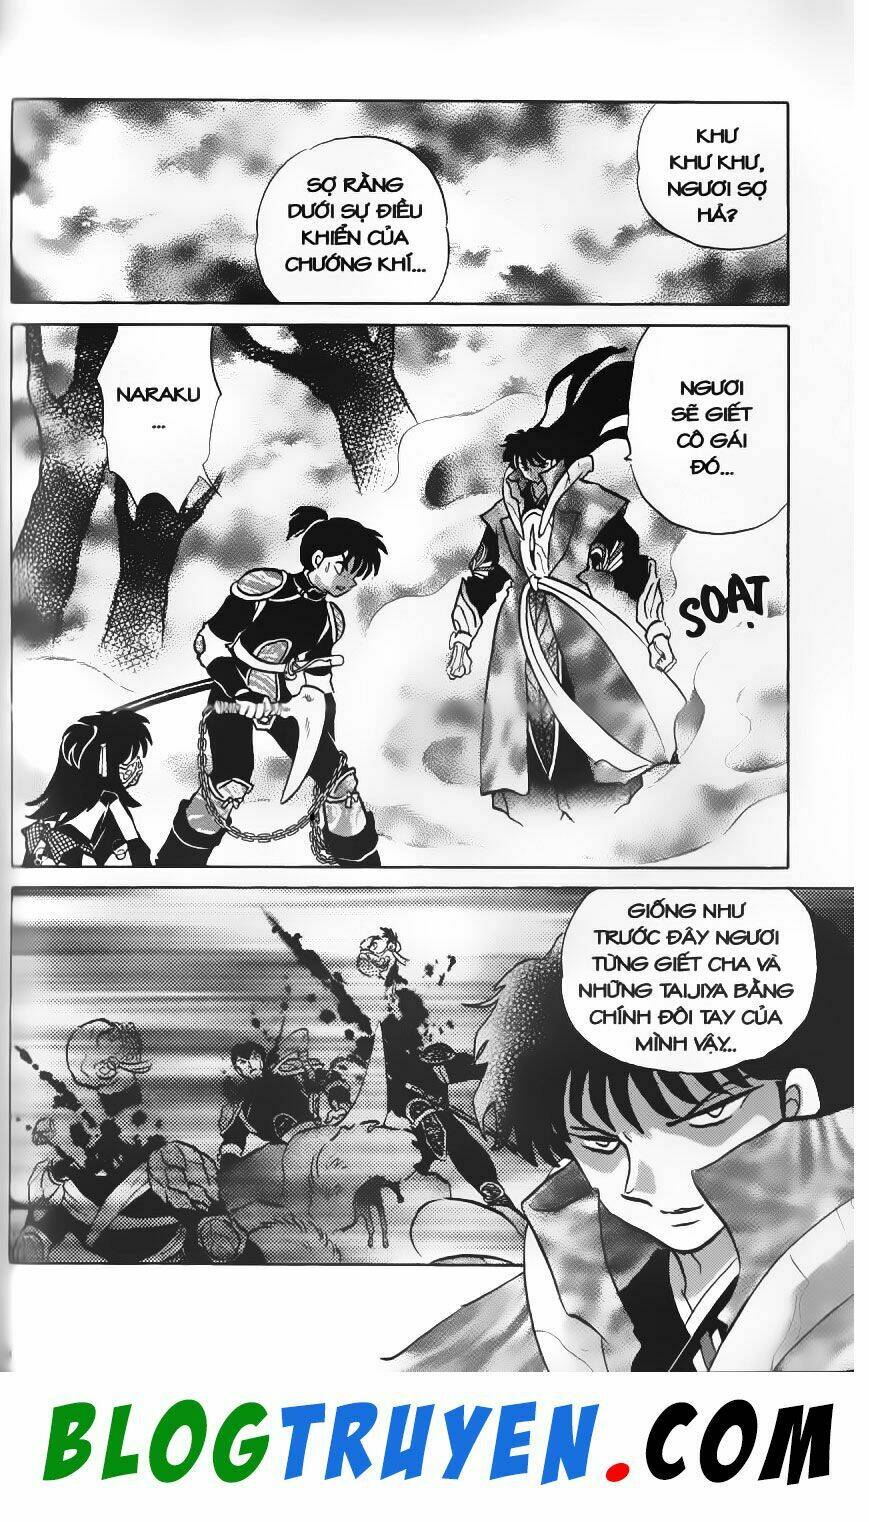 KHƯ
KHƯ KHƯ,
NGƯƠI SỢ
HẢ?
SỢ RẰNG
DƯỚI SỰ ĐIỀU
KHIỂN CỦA
CHƯỚNG KHÍ...
NGƯƠI
SẼ GIẾT
CÔ GÁI
ĐÓ...
SOẠT
NARAKU
...
GIỐNG NHƯ
TRƯỚC ĐÂY NGƯƠI
TỪNG GIẾT CHA VÀ
NHỮNG TAIJIYA BẰNG
CHÍNH ĐÔI TAY CỦA
MÌNH VẬY...
BLOGTRUYEN.COM